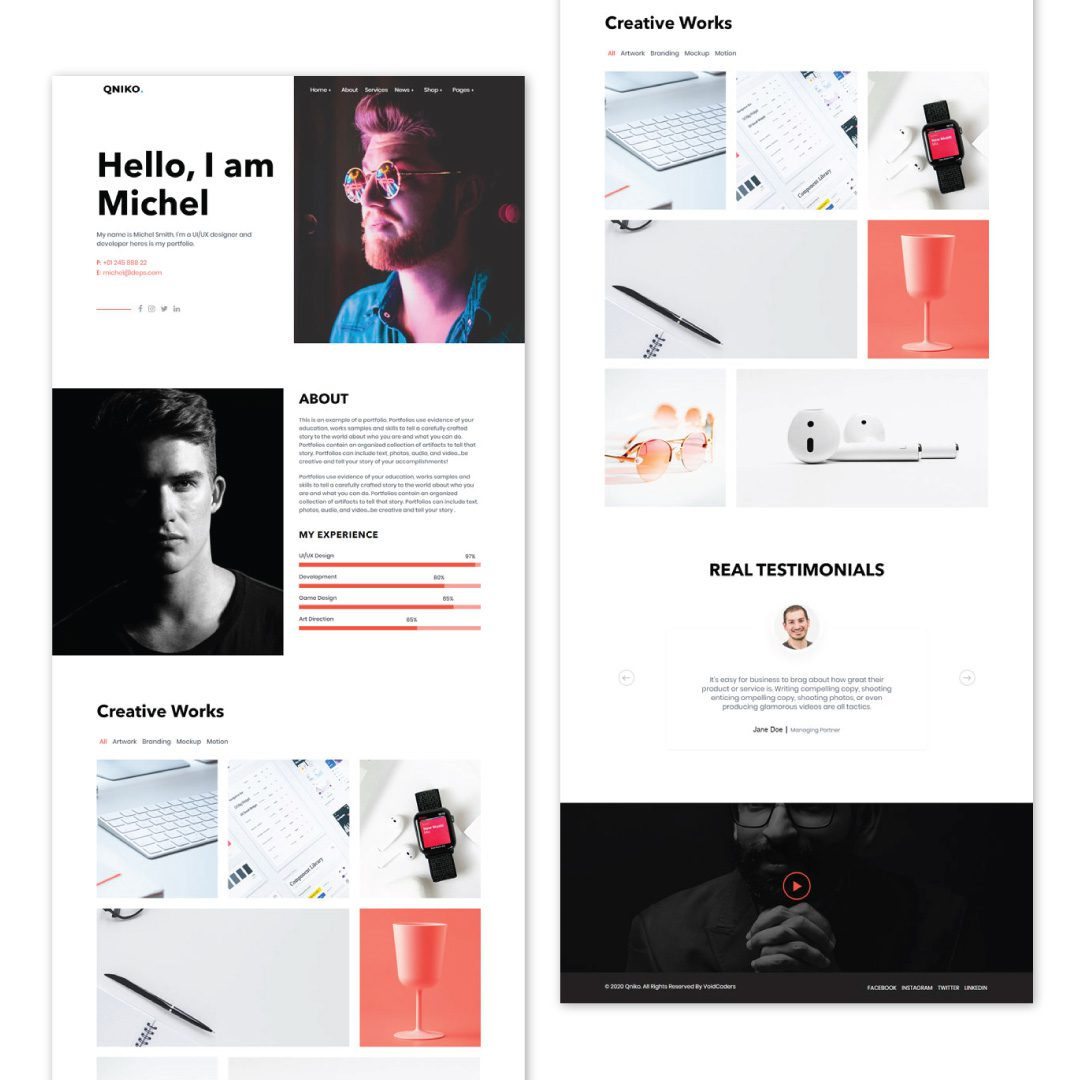 QNIKO.
Home +
About
Services
News +
Shop +
Pages +
Hello, I am
Michel
My name is Michel Smith, I'm a UI/UX designer and
developer heres is my portfolio.
P: +01 245 888 22
E: michel@deps.com
ABOUT
This is an example of a portfolio. Portfolios use evidence of your
education, works samples and skills to tell a carefully crafted
story to the world about who you are and what you can do.
Portfolios contain an organized collection of artifacts to tell that
story. Portfolios can include text, photos, audio, and video...be
creative and tell your story of your accomplishments!
Portfolios use evidence of your education, works samples and
skills to tell a carefully crafted story to the world about who you
are and what you can do. Portfolios contain an organized
collection of artifacts to tell that story. Portfolios can include text,
photos, audio, and video...be creative and tell your story .
MY EXPERIENCE
UI/UX Design 97%
Development 80%
Game Design 85%
Art Direction 65%
Creative Works
All Artwork Branding Mockup Motion
Component Library
New Music
Creative Works
All Artwork Branding Mockup Motion
Component Library
New Music
REAL TESTIMONIALS
It's easy for business to brag about how great their
product or service is. Writing compelling copy, shooting
enticing ompelling copy, shooting photos, or even
producing glamorous videos are all tactics.
Jane Doe | Managing Partner
© 2020 Qniko. All Rights Reserved By VoidCoders
FACEBOOK INSTAGRAM TWITTER LINKEDIN